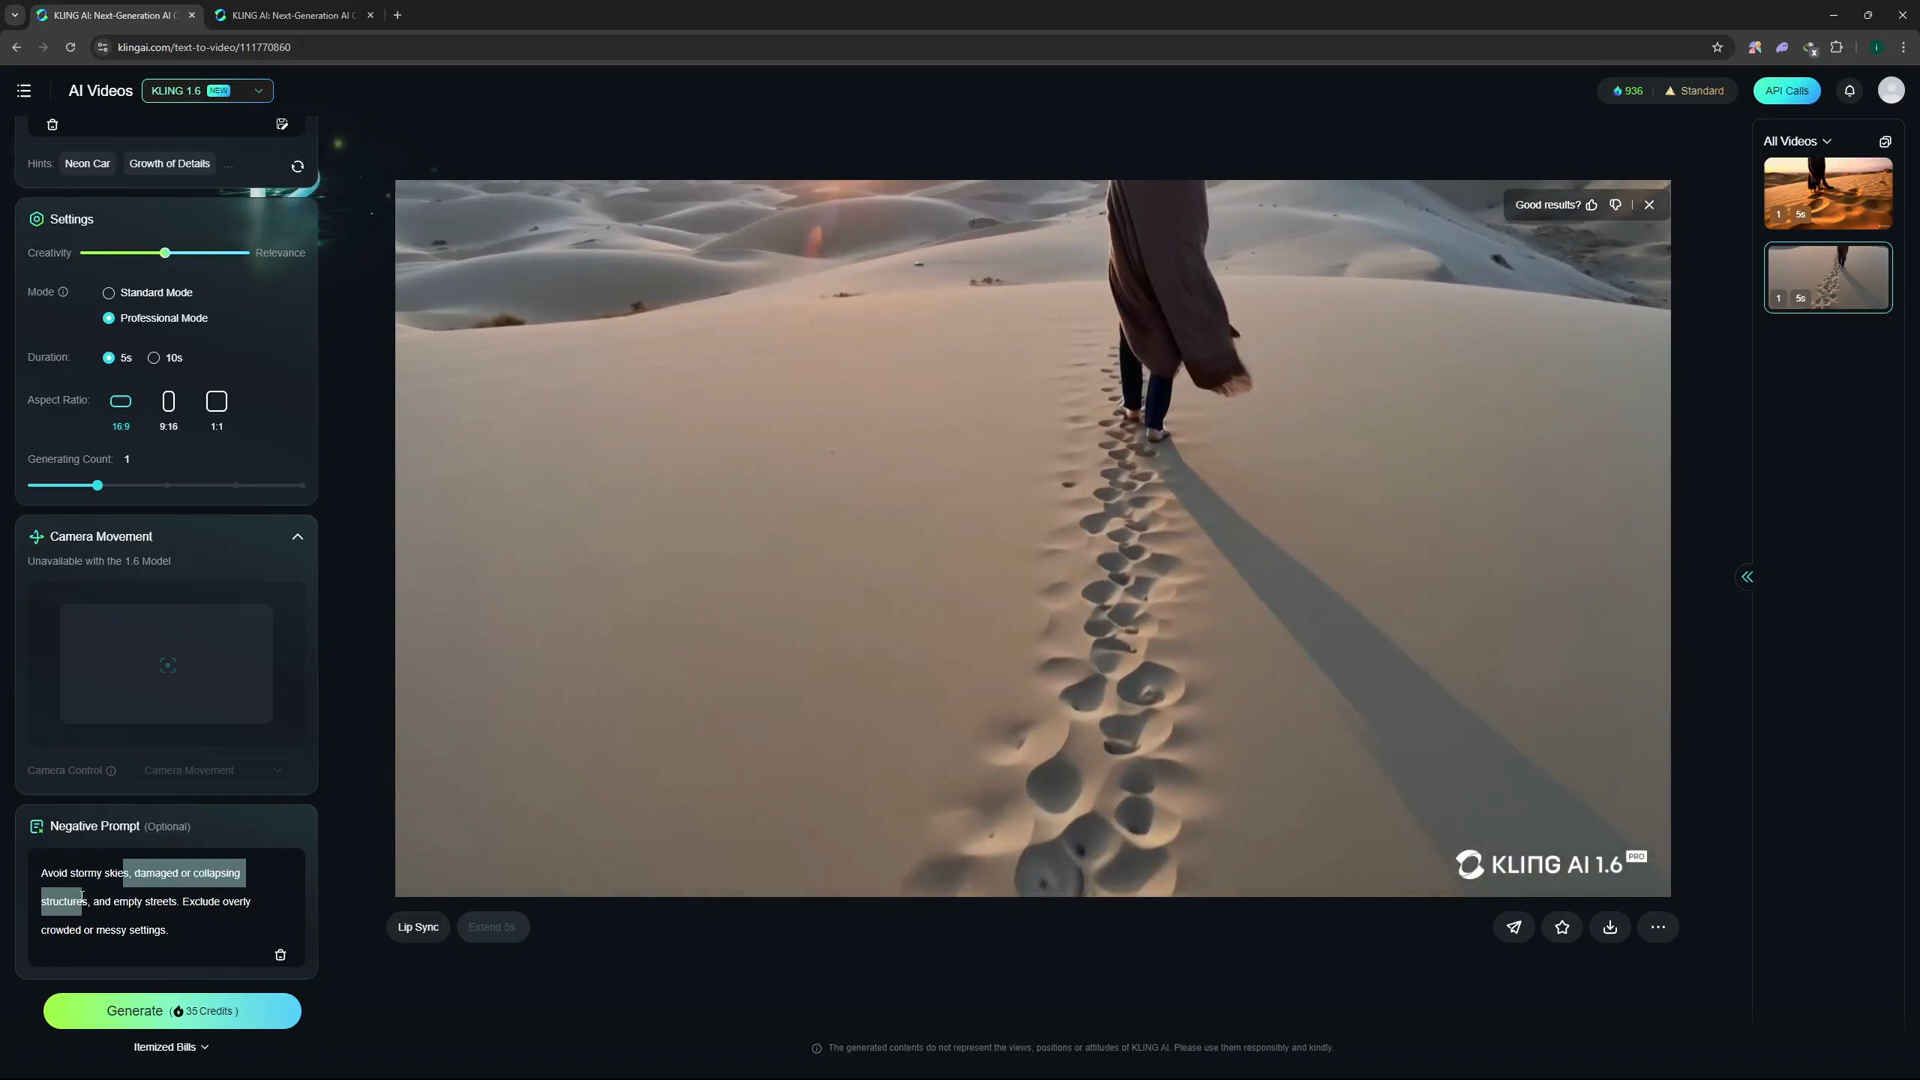 KLING AI: Next-Generation AI C
KLING AI: Next-Generation AI C
klingai.com/text-to-video/111770860
AI Videos
KLING 1.6 NEW
936
Standard
API Calls
Hints:
Neon Car
Growth of Details
...
Settings
Creativity
Relevance
Mode
Standard Mode
Professional Mode
Duration:
5s
10s
Aspect Ratio:
16:9
9:16
1:1
Generating Count: 1
Camera Movement
Unavailable with the 1.6 Model
Camera Control
Camera Movement
Negative Prompt (Optional)
Avoid stormy skies, damaged or collapsing
structures, and empty streets. Exclude overly
crowded or messy settings.
Generate ( 35 Credits )
Itemized Bills
Good results?
KLING AI 1.6 PRO
Lip Sync
Extend 5s
The generated contents do not represent the views, positions or attitudes of KLING AI. Please use them responsibly and kindly.
All Videos
1 5s
1 5s